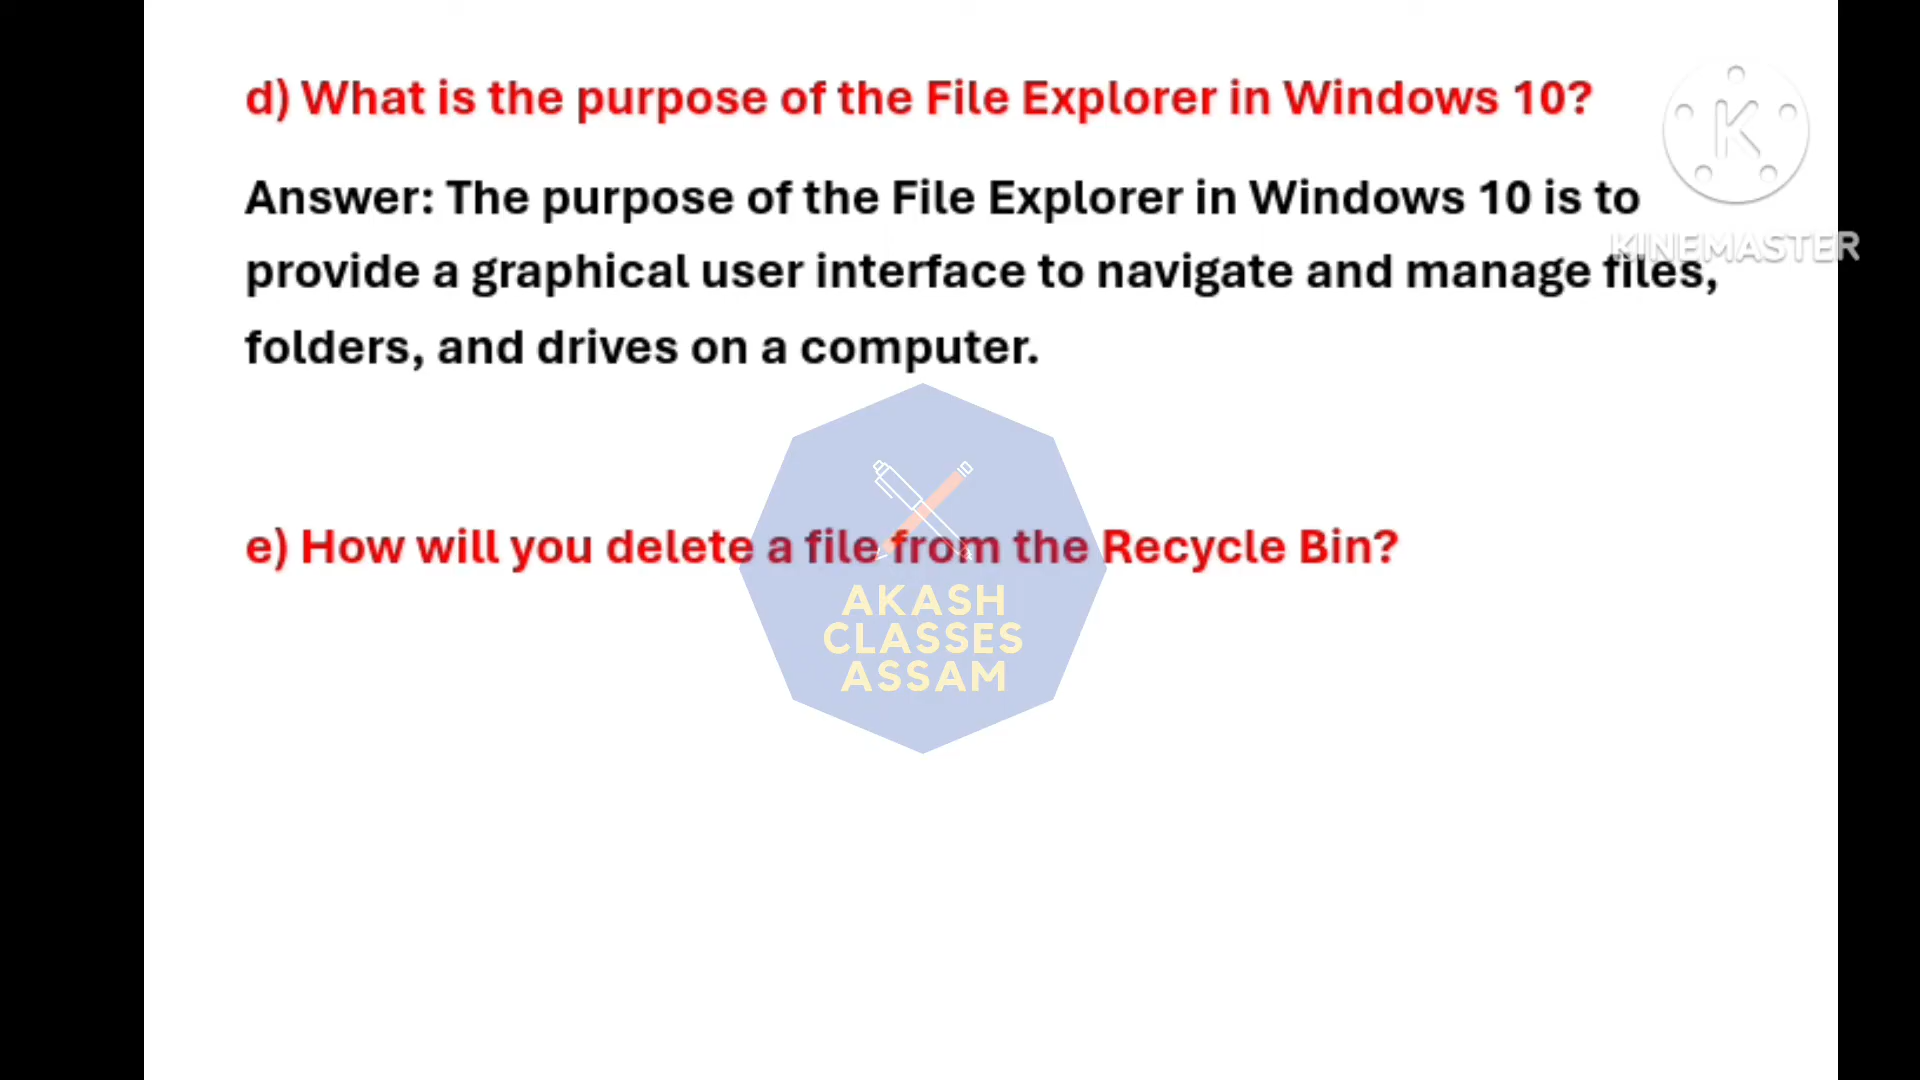 d) What is the purpose of the File Explorer in Windows 10?
K
Answer: The purpose of the File Explorer in Windows 10 is to
KINEMASTER
provide a graphical user interface to navigate and manage files,
folders, and drives on a computer.
e) How will you delete a file from the Recycle Bin?
AKASH
CLASSES
ASSAM